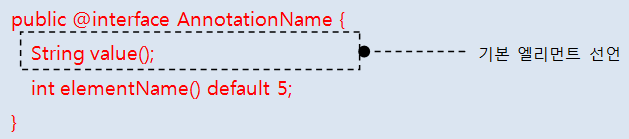 public @interface AnnotationName {
String value();
기본 엘리먼트 선언
int elementName() default 5;
}